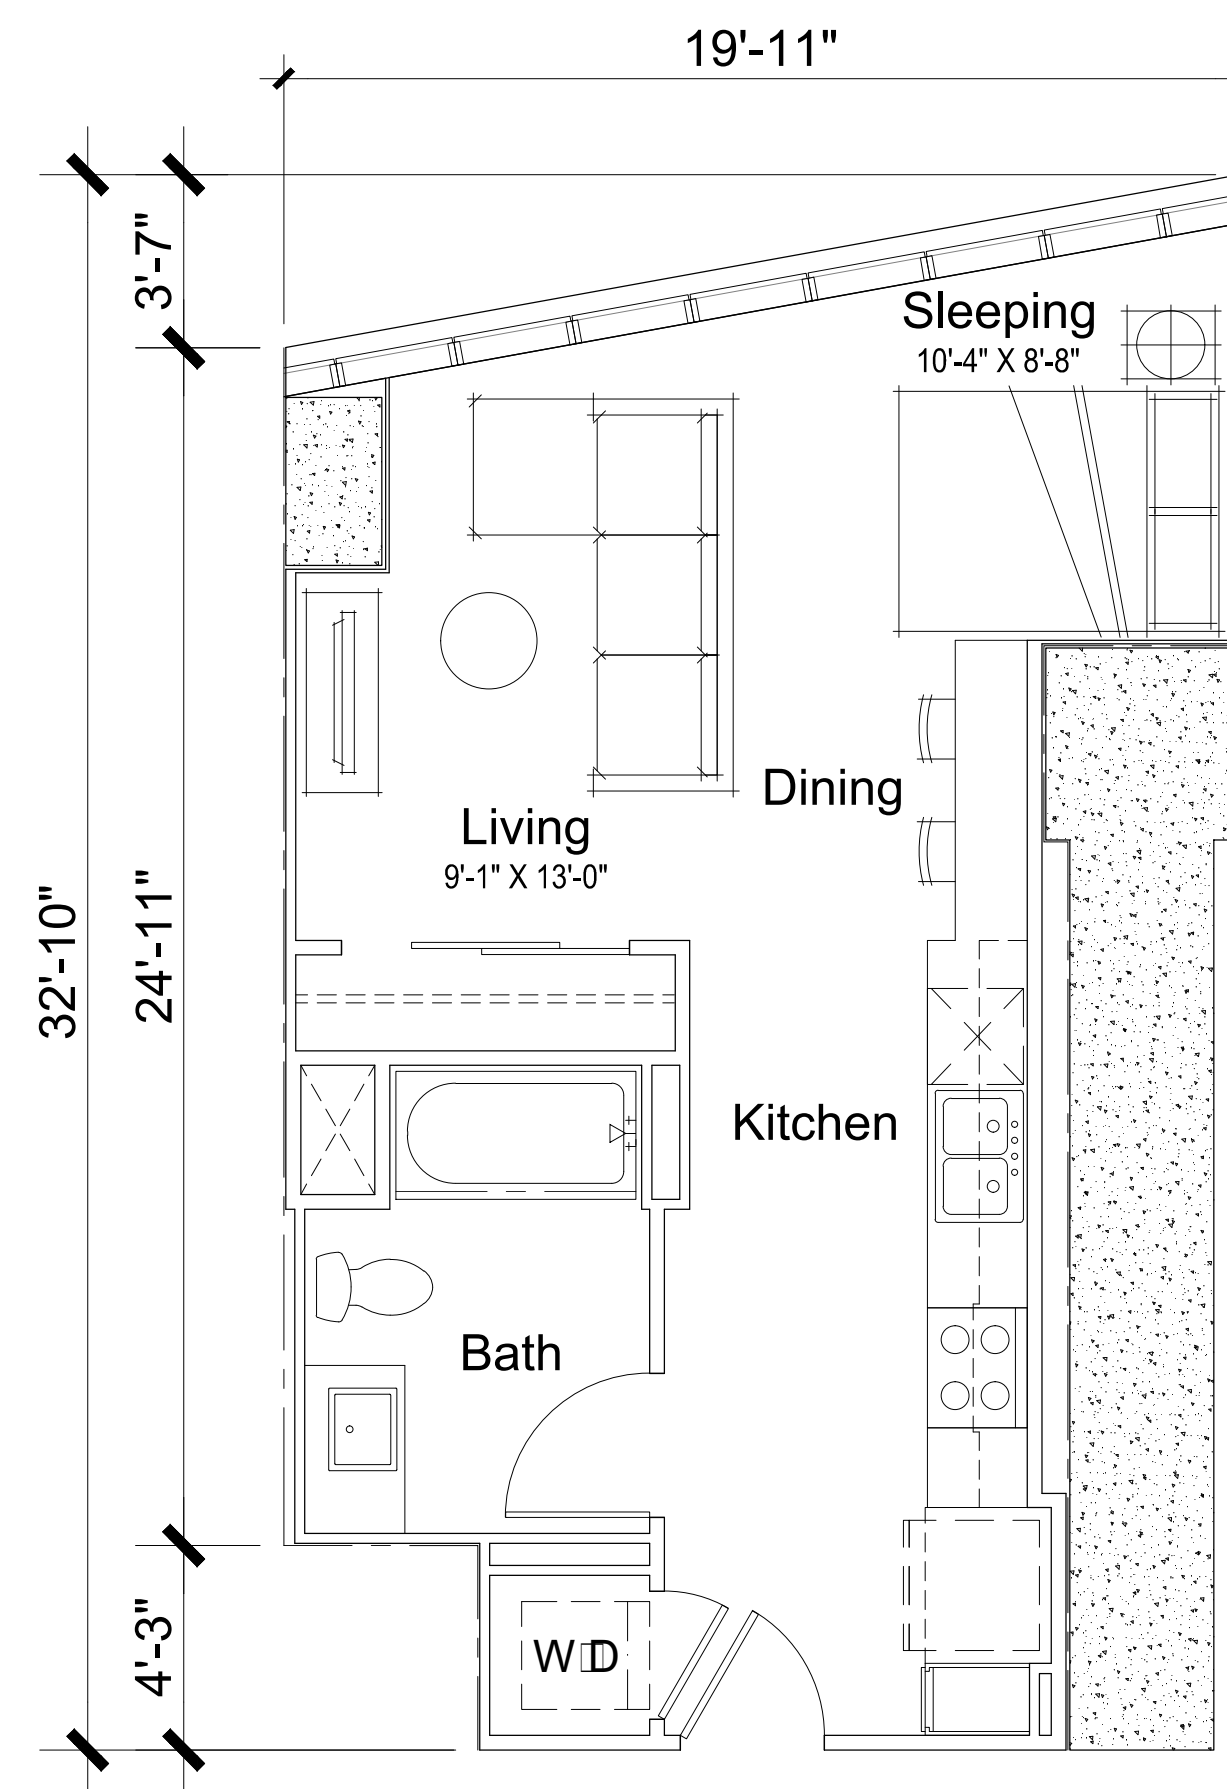 19'-11"
3'-7"
Sleeping
10'-4" X 8'-8"
Dining
Living
9'-1" X 13'-0"
32'-10"
24'-11"
Kitchen
Bath
4'-3"
W D